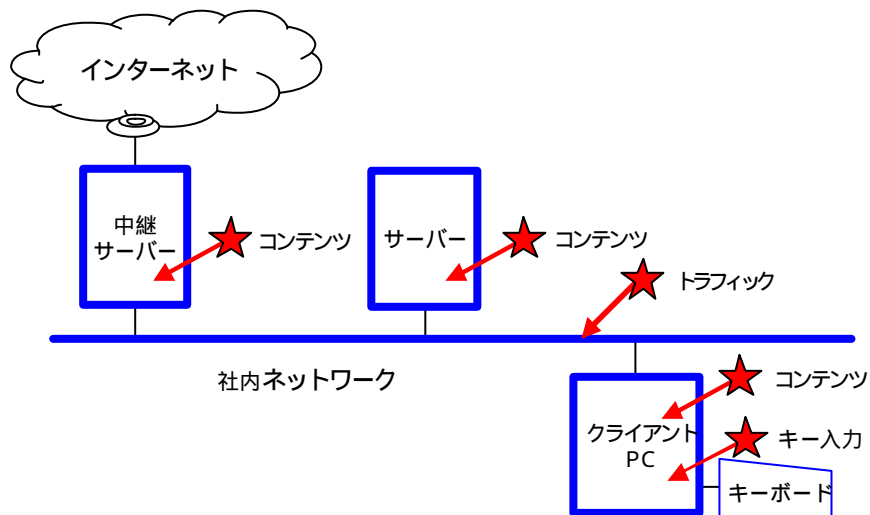 インターネット
中継
サーバー
コンテンツ
サーバー
コンテンツ
トラフィック
社内ネットワーク
コンテンツ
クライアント
PC
キー入力
キーボード